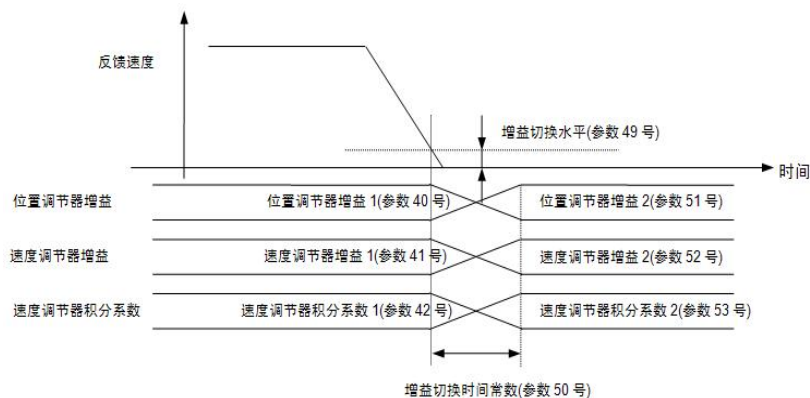 反馈速度
增益切换水平(参数 49 号)
时间
位置调节器增益
位置调节器增益 1(参数 40 号)
位置调节器增益 2(参数 51 号)
速度调节器增益
速度调节器增益 1(参数 41 号)
速度调节器增益 2(参数 52 号)
速度调节器积分系数
速度调节器积分系数 1(参数 42 号)
速度调节器积分系数 2(参数 53 号)
增益切换时间常数(参数 50 号)